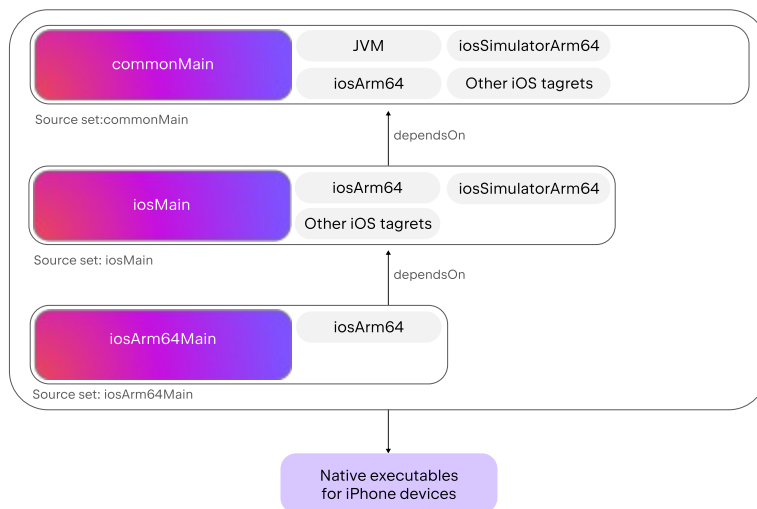 commonMain
JVM
iosSimulatorArm64
iosArm64
Other iOS tagrets
Source set:commonMain
dependsOn
iosMain
iosArm64
iosSimulatorArm64
Other iOS tagrets
Source set: iosMain
dependsOn
iosArm64Main
iosArm64
Source set: iosArm64Main
Native executables
for iPhone devices